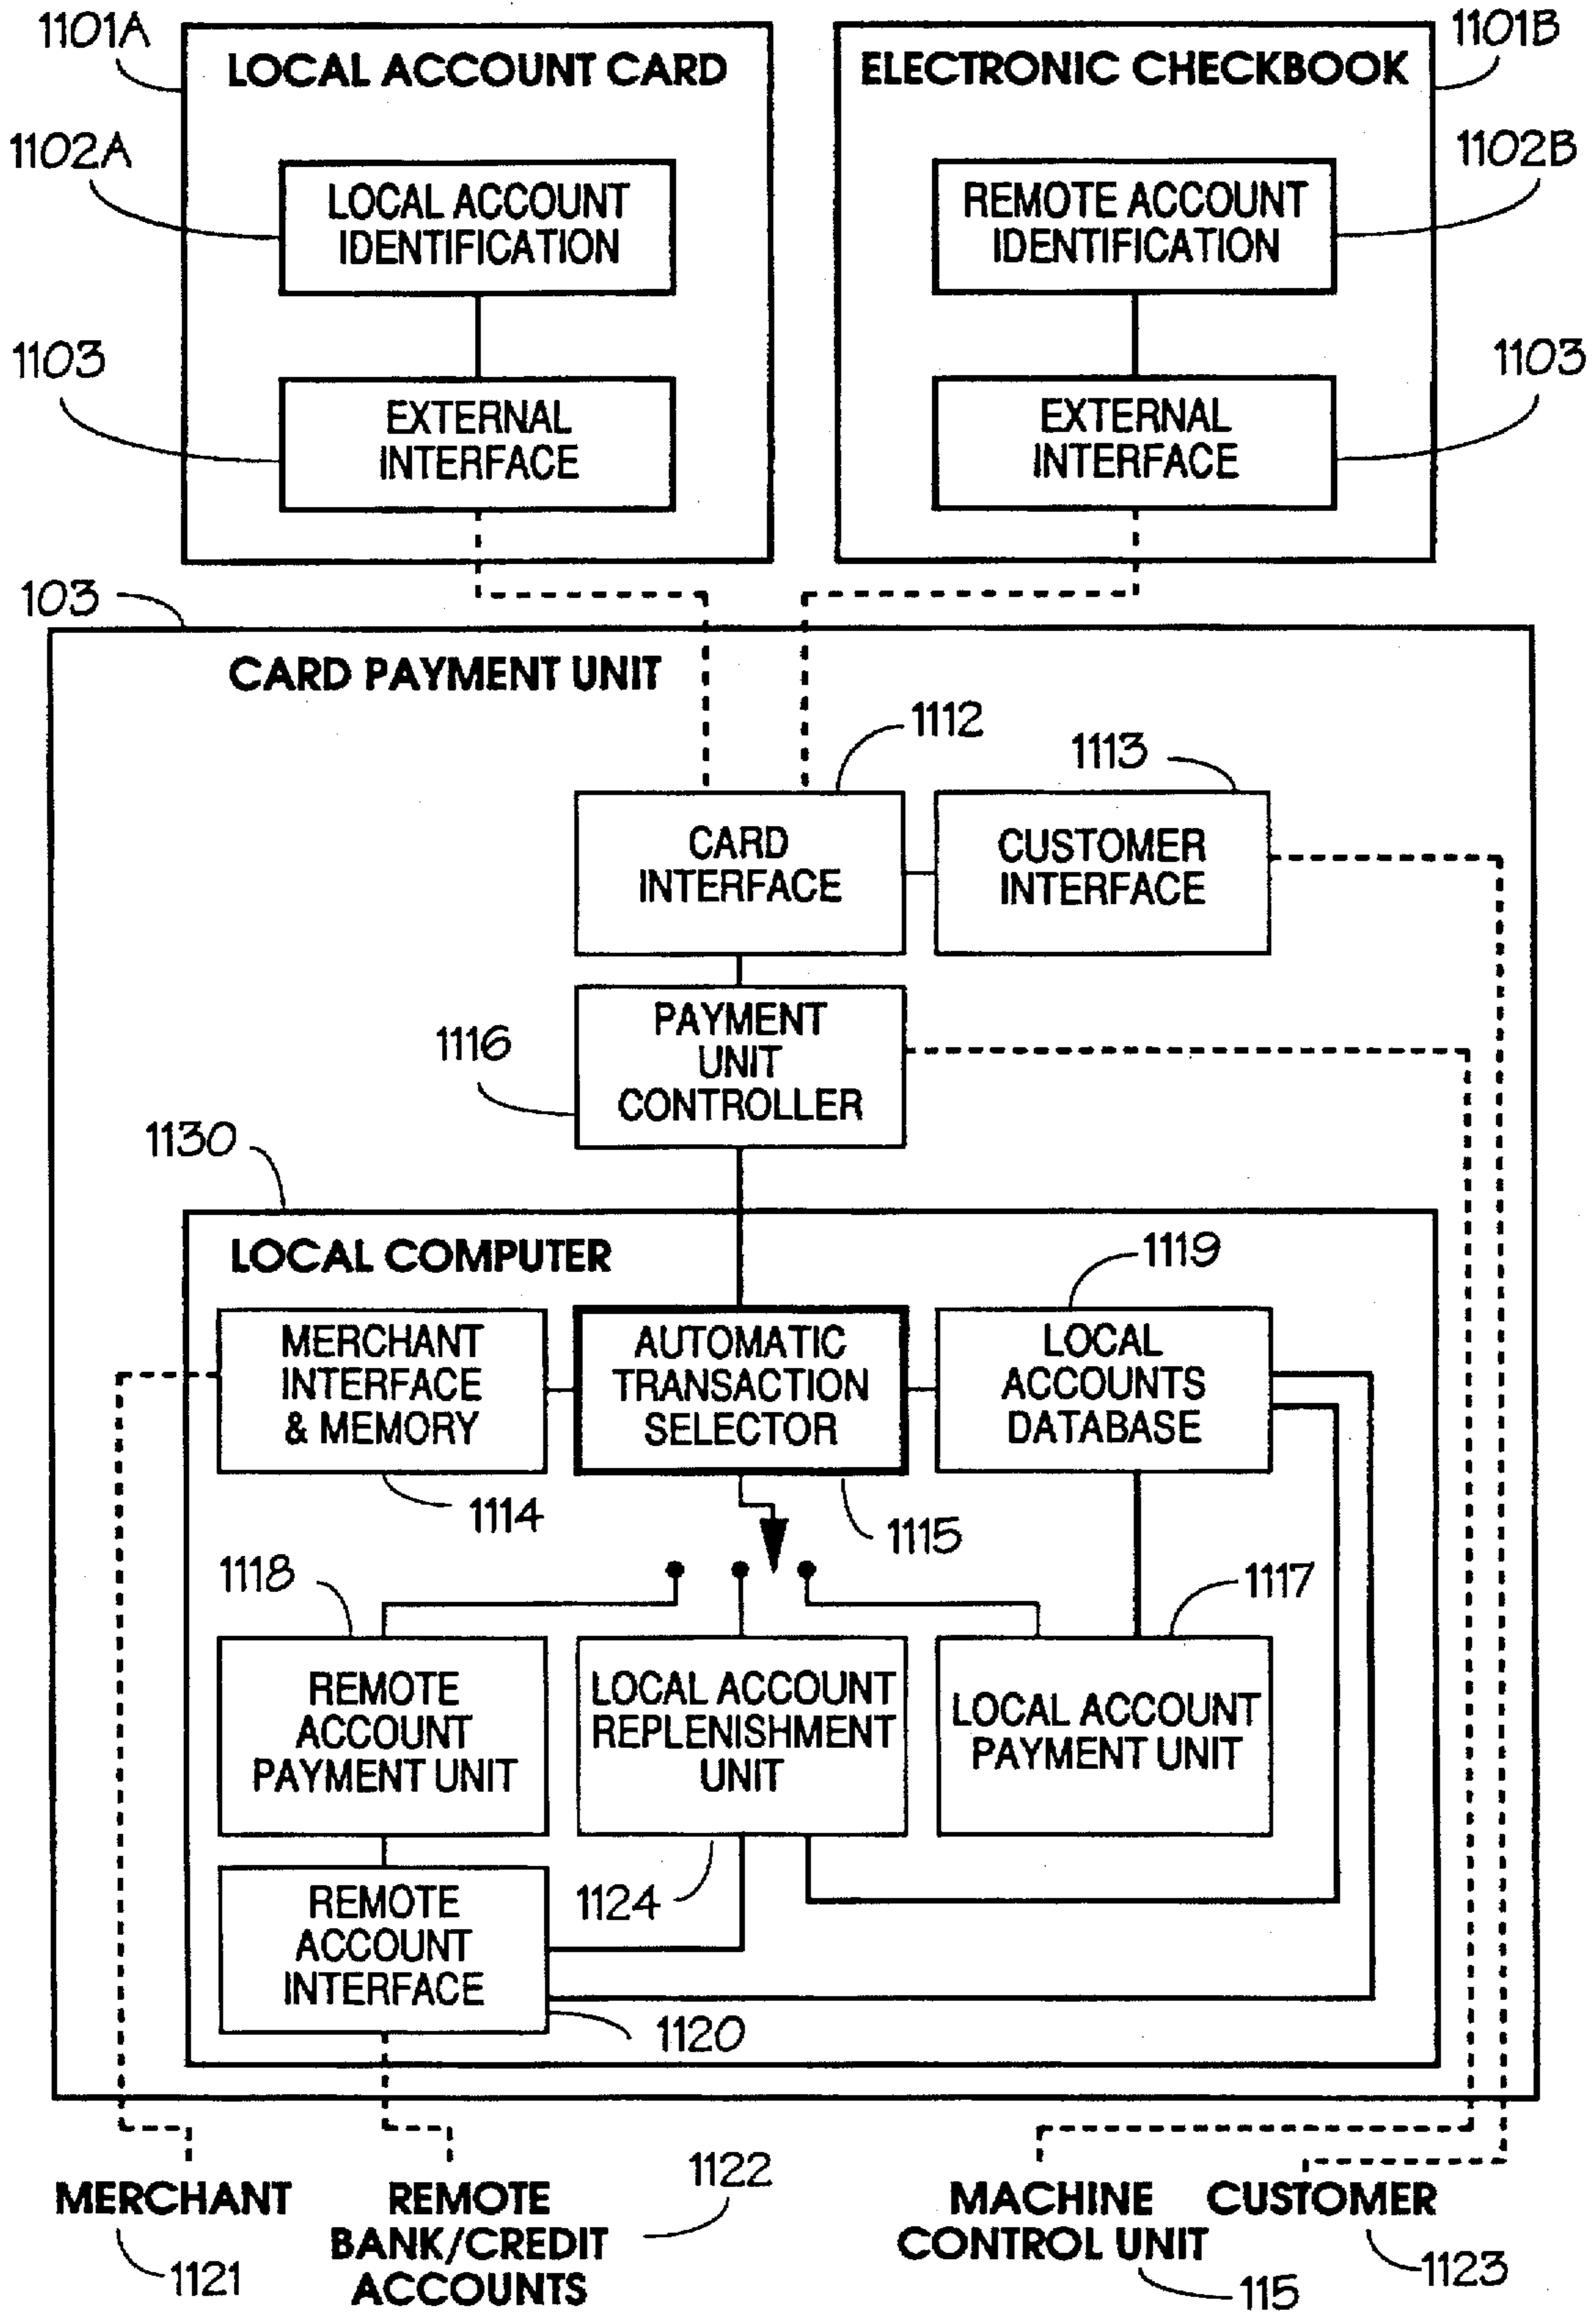 1101A
LOCAL ACCOUNT CARD
1102A
LOCAL ACCOUNT
IDENTIFICATION
1103
EXTERNAL
INTERFACE
1101B
ELECTRONIC CHECKBOOK
1102B
REMOTE ACCOUNT
IDENTIFICATION
1103
EXTERNAL
INTERFACE
103
CARD PAYMENT UNIT
1112
CARD
INTERFACE
1113
CUSTOMER
INTERFACE
1116
PAYMENT
UNIT
CONTROLLER
1130
LOCAL COMPUTER
MERCHANT
INTERFACE
& MEMORY
1114
AUTOMATIC
TRANSACTION
SELECTOR
1115
1119
LOCAL
ACCOUNTS
DATABASE
1118
REMOTE
ACCOUNT
PAYMENT UNIT
LOCAL ACCOUNT
REPLENISHMENT
UNIT
1124
1117
LOCAL ACCOUNT
PAYMENT UNIT
REMOTE
ACCOUNT
INTERFACE
1120
MERCHANT
1121
REMOTE
BANK/CREDIT
ACCOUNTS
1122
MACHINE
CONTROL UNIT
115
CUSTOMER
1123